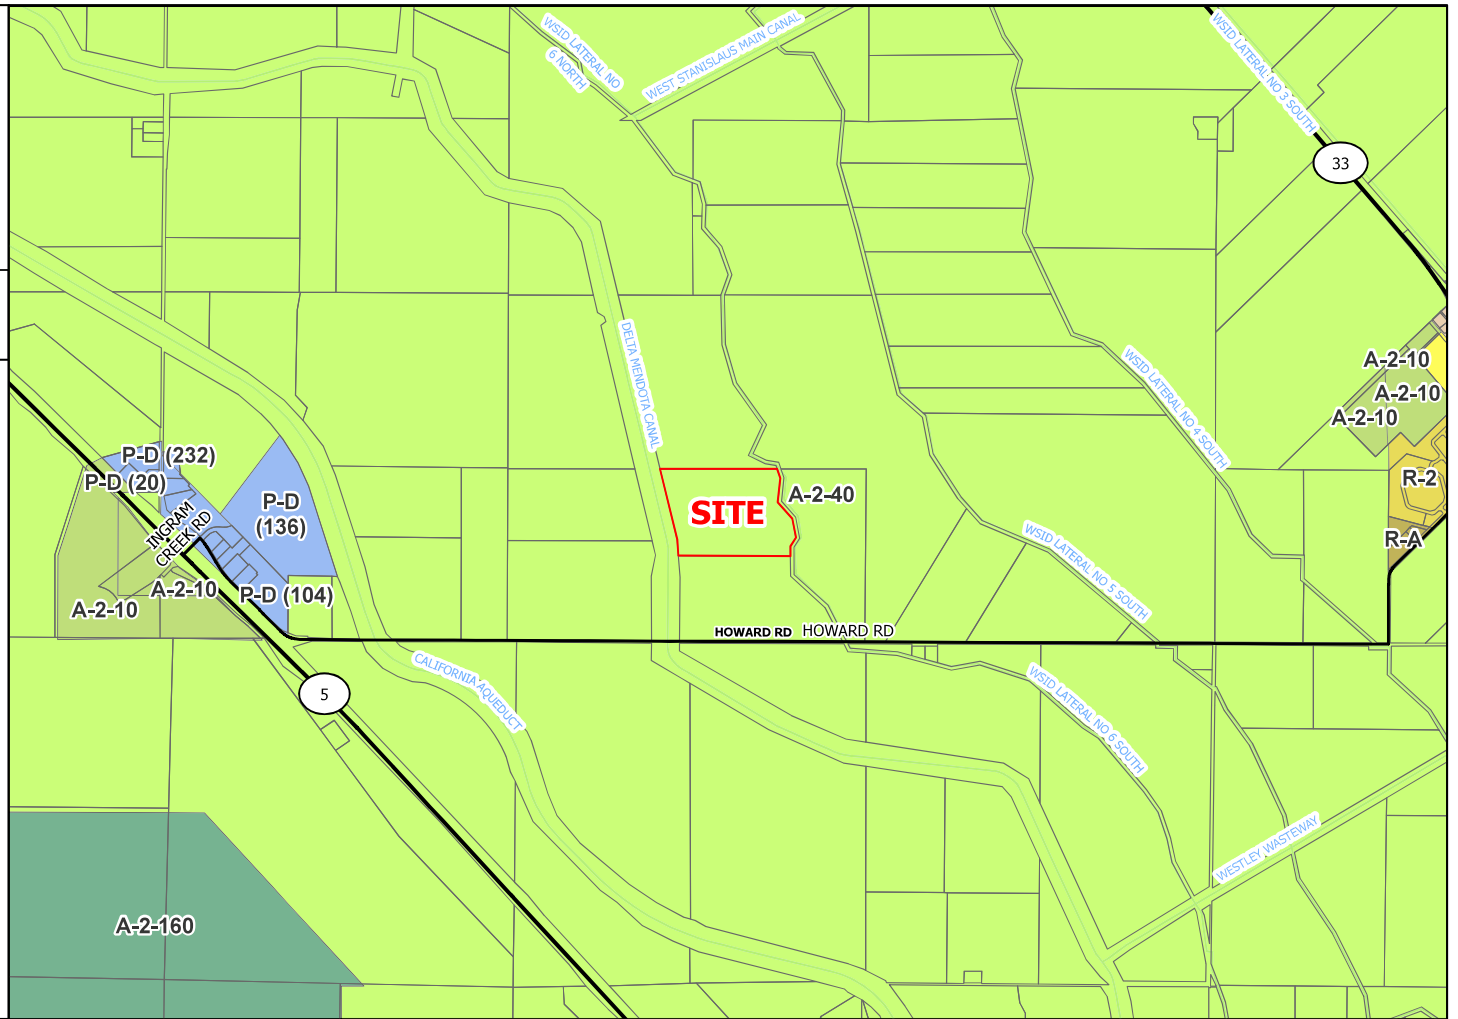 WSID LATERAL NO
6 NORTH
WEST STANISLAUS MAIN CANAL
WSID LATERAL NO 3 SOUTH
33
DELTA MENDOTA CANAL
WSID LATERAL NO 4 SOUTH
A-2-10
A-2-10
A-2-10
P-D (232)
P-D (20)
P-D
(136)
INGRAM
CREEK RD
SITE
A-2-40
R-2
R-A
WSID LATERAL NO 5 SOUTH
A-2-10
A-2-10
P-D (104)
HOWARD RD HOWARD RD
CALIFORNIA AQUEDUCT
5
WSID LATERAL NO 6 SOUTH
WESTLEY WASTEWAY
A-2-160